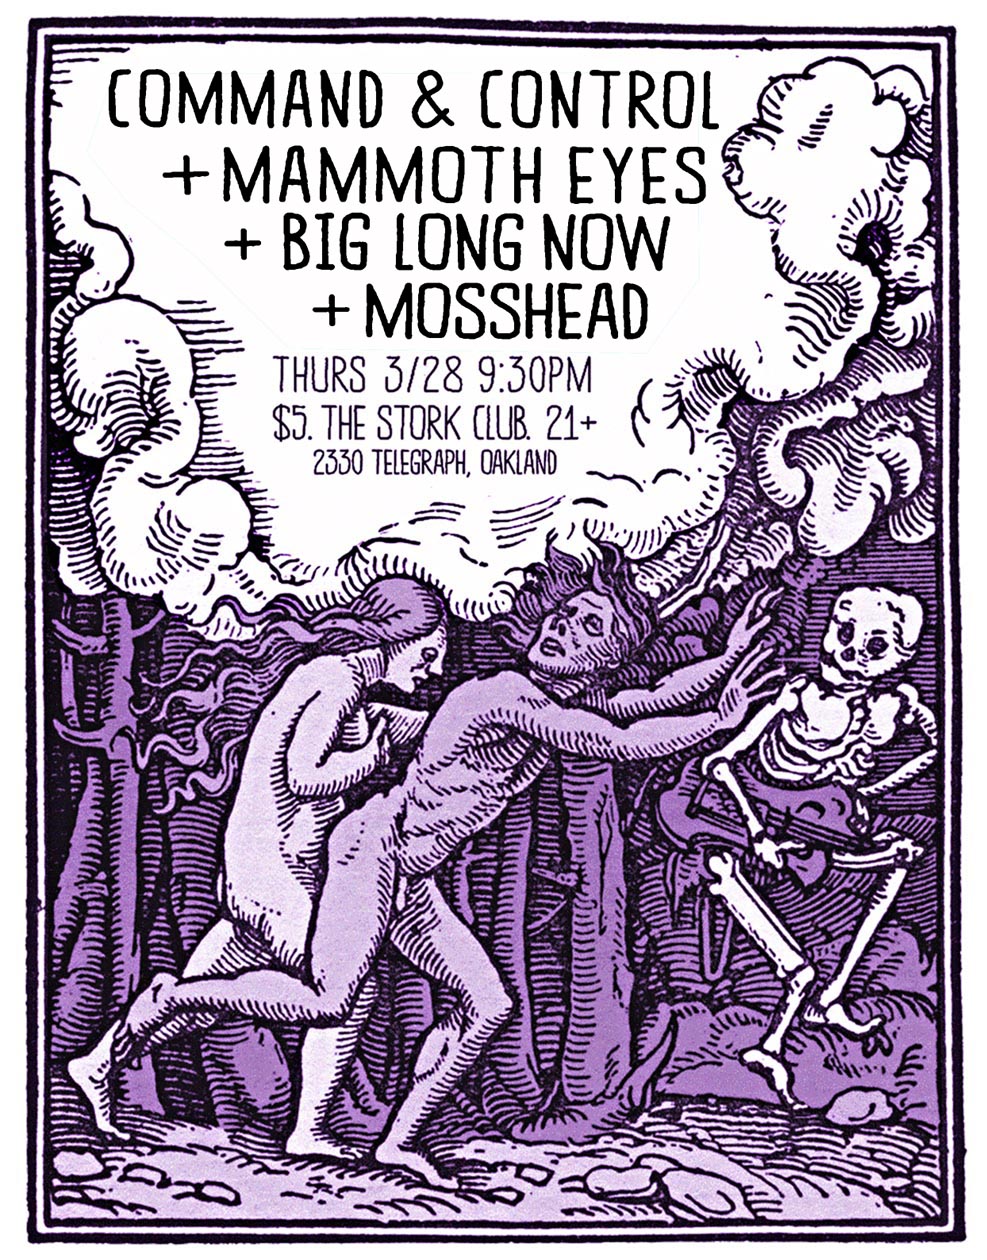 COMMAND & CONTROL
+ MAMMOTH EYES
+ BIG LONG NOW
+ MOSSHEAD
THURS 3/28 9:30PM
$5. THE STORK CLUB. 21+
2330 TELEGRAPH, OAKLAND